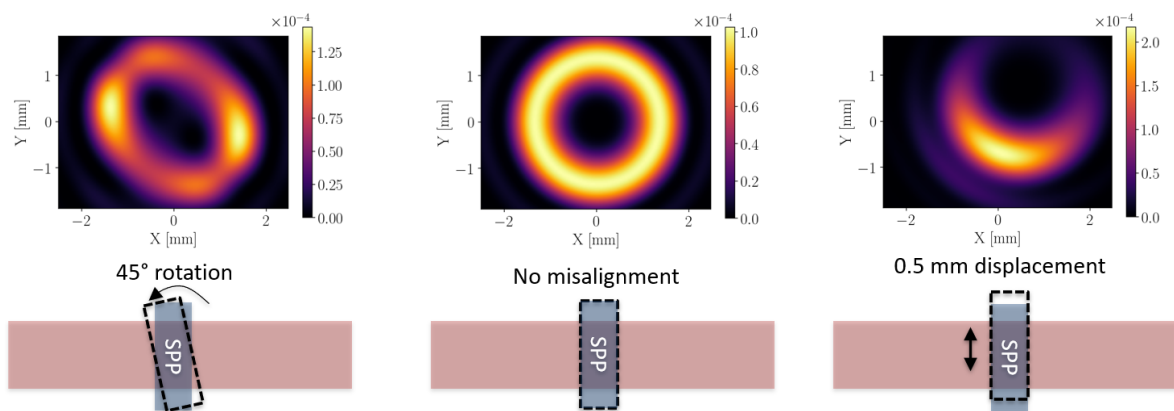 ×10⁻⁴
1.25
1.00
0.75
0.50
0.25
0.00
1
0
−1
Y [mm]
−2 0 2
X [mm]
×10⁻⁴
1.0
0.8
0.6
0.4
0.2
0.0
1
0
−1
Y [mm]
−2 0 2
X [mm]
×10⁻⁴
2.0
1.5
1.0
0.5
0.0
1
0
−1
Y [mm]
−2 0 2
X [mm]
45° rotation
No misalignment
0.5 mm displacement
SPP
SPP
SPP